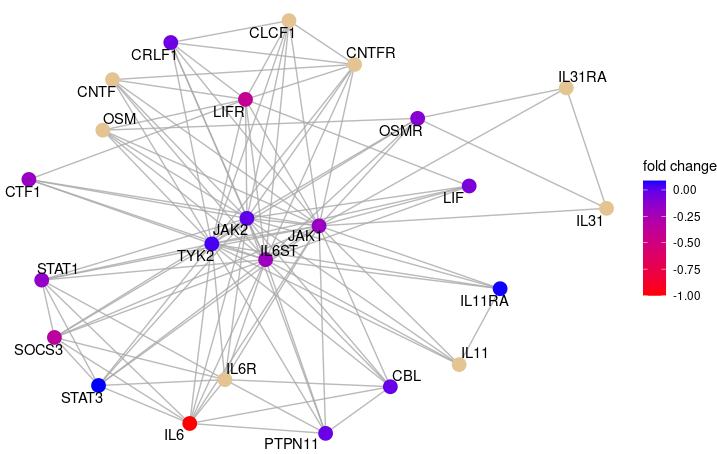 CLCF1
CRLF1
CNTFR
IL31RA
CNTF
LIFR
OSM
OSMR
fold change
CTF1
0.00
LIF
-0.25
IL31
JAK2
JAK1
-0.50
TYK2
IL6ST
STAT1
-0.75
IL11RA
-1.00
SOCS3
IL11
IL6R
CBL
STAT3
IL6
PTPN11